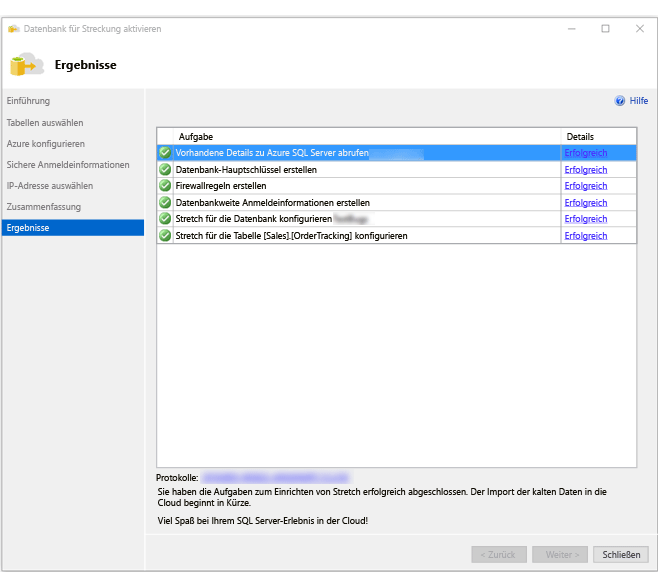 Datenbank für Streckung aktivieren
Ergebnisse
Einführung
Tabellen auswählen
Azure konfigurieren
Sichere Anmeldeinformationen
IP-Adresse auswählen
Zusammenfassung
Ergebnisse
Hilfe
Aufgabe Details
Vorhandene Details zu Azure SQL Server abrufen Erfolgreich
Datenbank-Hauptschlüssel erstellen Erfolgreich
Firewallregeln erstellen Erfolgreich
Datenbankweite Anmeldeinformationen erstellen Erfolgreich
Stretch für die Datenbank konfigurieren Erfolgreich
Stretch für die Tabelle [Sales].[OrderTracking] konfigurieren Erfolgreich
Protokolle:
Sie haben die Aufgaben zum Einrichten von Stretch erfolgreich abgeschlossen. Der Import der kalten Daten in die
Cloud beginnt in Kürze.
Viel Spaß bei Ihrem SQL Server-Erlebnis in der Cloud!
< Zurück Weiter > Schließen